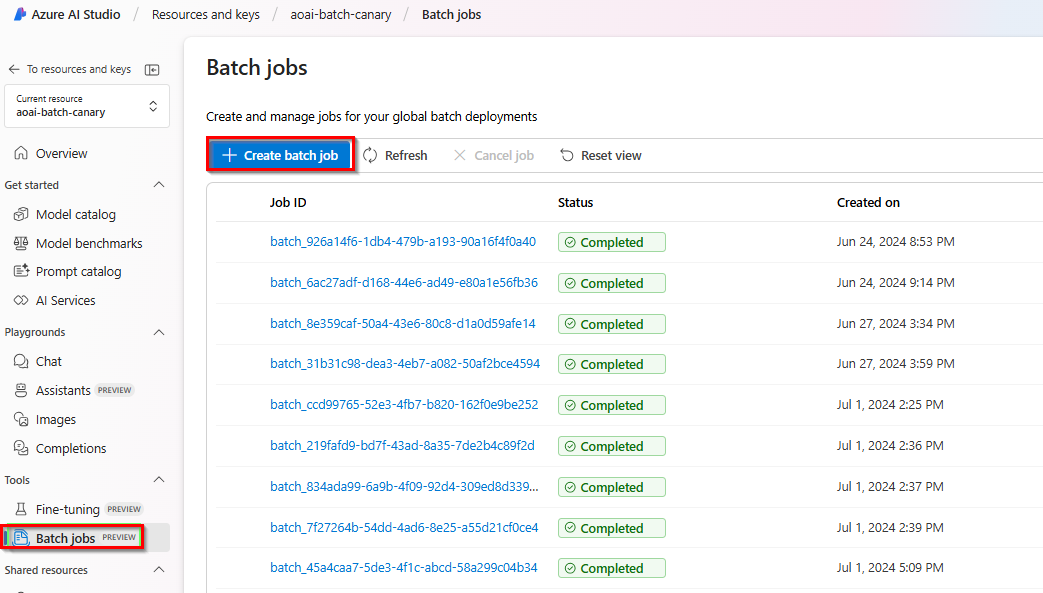 Azure AI Studio / Resources and keys / aoai-batch-canary / Batch jobs
To resources and keys
Current resource
aoai-batch-canary
Overview
Get started
Model catalog
Model benchmarks
Prompt catalog
AI Services
Playgrounds
Chat
Assistants PREVIEW
Images
Completions
Tools
Fine-tuning PREVIEW
Batch jobs PREVIEW
Shared resources
Batch jobs
Create and manage jobs for your global batch deployments
Create batch job Refresh Cancel job Reset view
Job ID Status Created on
batch_926a14f6-1db4-479b-a193-90a16f4f0a40 Completed Jun 24, 2024 8:53 PM
batch_6ac27adf-d168-44e6-ad49-e80a1e56fb36 Completed Jun 24, 2024 9:14 PM
batch_8e359caf-50a4-43e6-80c8-d1a0d59afe14 Completed Jun 27, 2024 3:34 PM
batch_31b31c98-dea3-4eb7-a082-50af2bce4594 Completed Jun 27, 2024 3:59 PM
batch_ccd99765-52e3-4fb7-b820-162f0e9be252 Completed Jul 1, 2024 2:25 PM
batch_219fafd9-bd7f-43ad-8a35-7de2b4c89f2d Completed Jul 1, 2024 2:36 PM
batch_834ada99-6a9b-4f09-92d4-309ed8d339... Completed Jul 1, 2024 2:37 PM
batch_7f27264b-54dd-4ad6-8e25-a55d21cf0ce4 Completed Jul 1, 2024 2:39 PM
batch_45a4caa7-5de3-4f1c-abcd-58a299c04b34 Completed Jul 1, 2024 5:09 PM